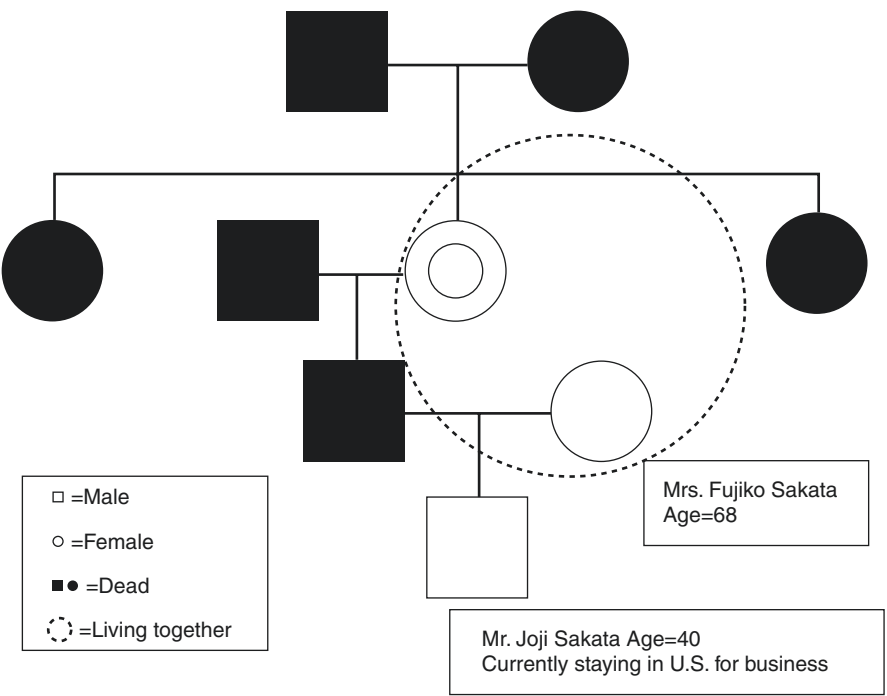 =Male
=Female
=Dead
=Living together
Mrs. Fujiko Sakata
Age=68
Mr. Joji Sakata Age=40
Currently staying in U.S. for business